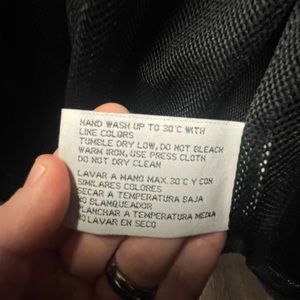 HAND WASH UP TO 30°C WITH
LIKE COLORS
TUMBLE DRY LOW, DO NOT BLEACH
WARM IRON, USE PRESS CLOTH
DO NOT DRY CLEAN
LAVAR A MANO MAX.30°C Y CON
SIMILARES COLORES
SECAR A TEMPERATURA BAJA
NO BLANQUEADOR
PLANCHAR A TEMPERATURA MEDIA
NO LAVAR EN SECO